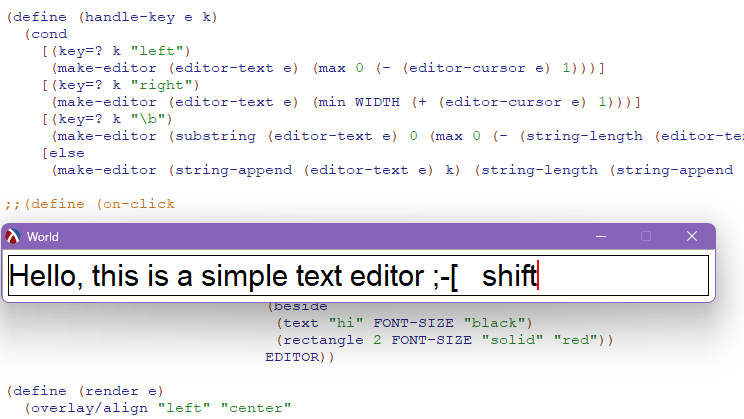 (define (handle-key e k)
(cond
[(key=? k "left")
(make-editor (editor-text e) (max 0 (- (editor-cursor e) 1)))]
[(key=? k "right")
(make-editor (editor-text e) (min WIDTH (+ (editor-cursor e) 1)))]
[(key=? k "\b")
(make-editor (substring (editor-text e) 0 (max 0 (- (string-length (editor-te
[else
(make-editor (string-append (editor-text e) k) (string-length (string-append
;;(define (on-click
World
Hello, this is a simple text editor ;-[   shift
(beside
(text "hi" FONT-SIZE "black")
(rectangle 2 FONT-SIZE "solid" "red"))
EDITOR))
(define (render e)
(overlay/align "left" "center"